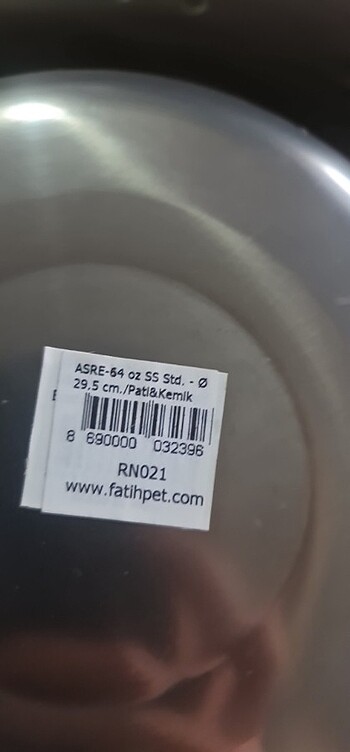 ASRE-64 oz SS Std. - Ø
29,5 cm./Pati&Kemik
8 690000 032396
RN021
www.fatihpet.com